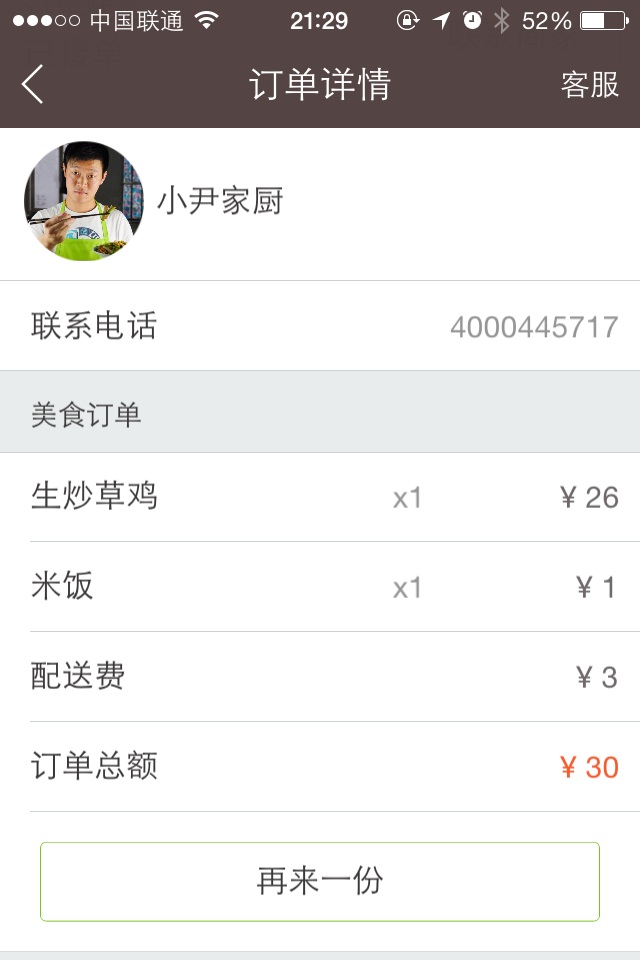 中国联通 21:29 52%
订单详情 客服
小尹家厨
联系电话 4000445717
美食订单
生炒草鸡 x1 ¥ 26
米饭 x1 ¥ 1
配送费 ¥ 3
订单总额 ¥ 30
再来一份